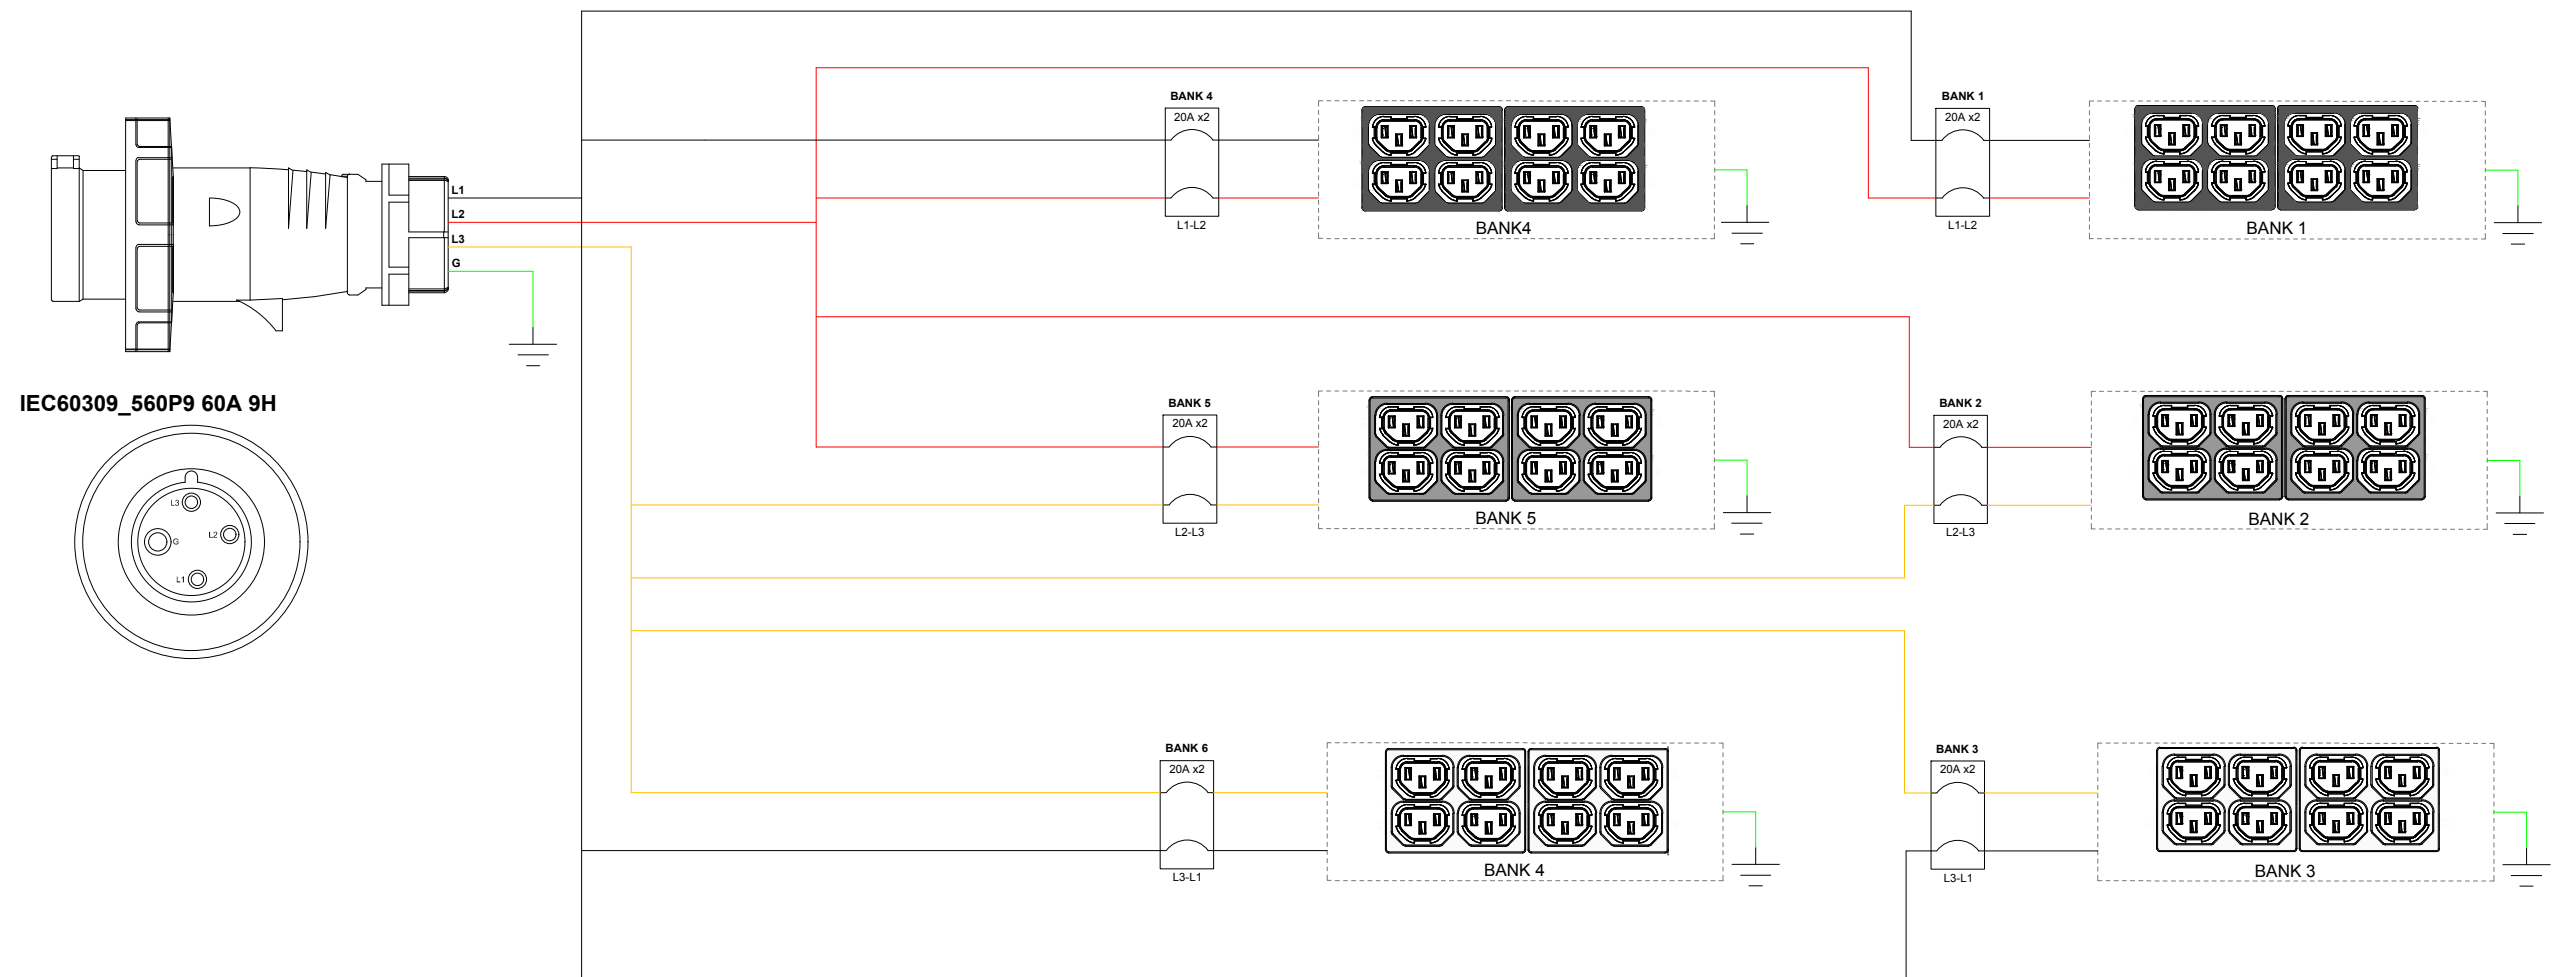 L1
L2
L3
G
IEC60309_560P9 60A 9H
L3
L2
G
L1
BANK 4
20A x2
L1-L2
BANK4
BANK 1
20A x2
L1-L2
BANK 1
BANK 5
20A x2
L2-L3
BANK 5
BANK 2
20A x2
L2-L3
BANK 2
BANK 6
20A x2
L3-L1
BANK 4
BANK 3
20A x2
L3-L1
BANK 3